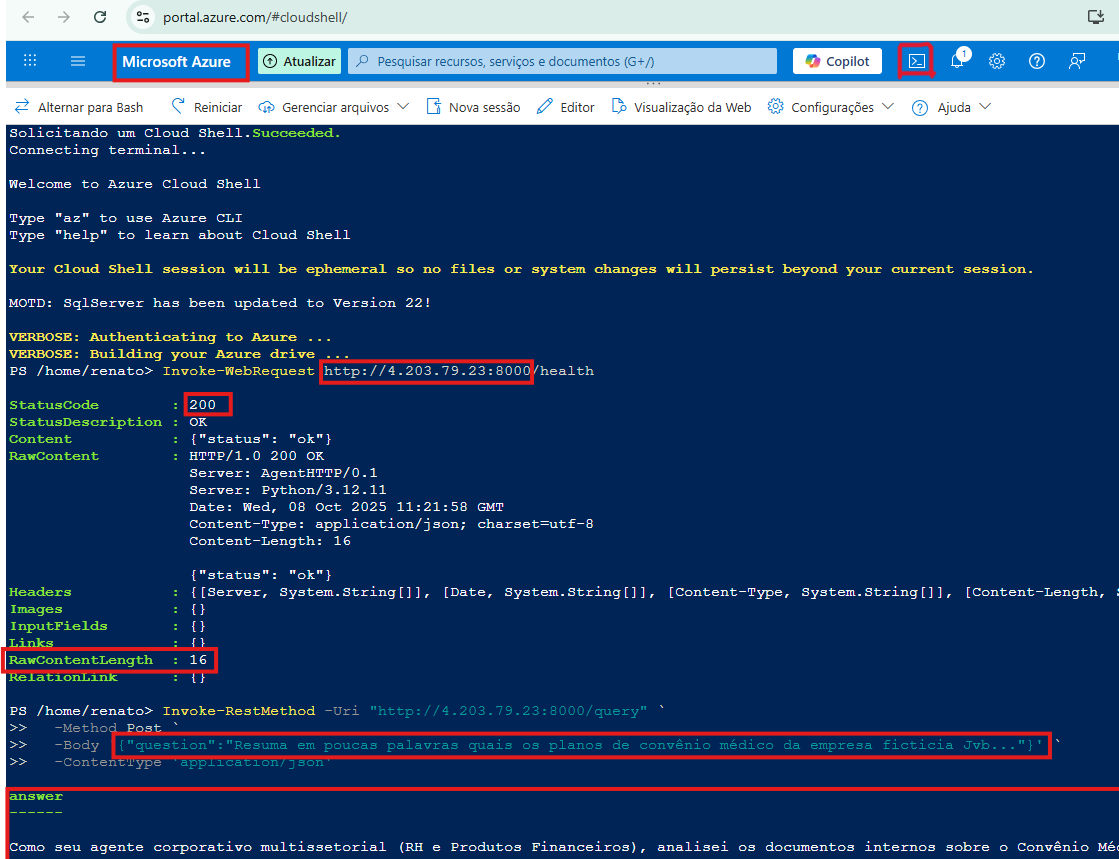 portal.azure.com/#cloudshell/
Microsoft Azure Atualizar Pesquisar recursos, serviços e documentos (G+/) Copilot 1
Alternar para Bash Reiniciar Gerenciar arquivos Nova sessão Editor Visualização da Web Configurações Ajuda
Solicitando um Cloud Shell.Succeeded.
Connecting terminal...
Welcome to Azure Cloud Shell
Type "az" to use Azure CLI
Type "help" to learn about Cloud Shell
Your Cloud Shell session will be ephemeral so no files or system changes will persist beyond your current session.
MOTD: SqlServer has been updated to Version 22!
VERBOSE: Authenticating to Azure ...
VERBOSE: Building your Azure drive ...
PS /home/renato> Invoke-WebRequest http://4.203.79.23:8000/health
StatusCode : 200
StatusDescription : OK
Content : {"status": "ok"}
RawContent : HTTP/1.0 200 OK
Server: AgentHTTP/0.1
Server: Python/3.12.11
Date: Wed, 08 Oct 2025 11:21:58 GMT
Content-Type: application/json; charset=utf-8
Content-Length: 16
{"status": "ok"}
Headers : {[Server, System.String[]], [Date, System.String[]], [Content-Type, System.String[]], [Content-Length,
Images : {}
InputFields : {}
Links : {}
RawContentLength : 16
RelationLink : {}
PS /home/renato> Invoke-RestMethod -Uri "http://4.203.79.23:8000/query" `
>> -Method Post `
>> -Body '{"question":"Resuma em poucas palavras quais os planos de convênio médico da empresa ficticia Jvb..."}' `
>> -ContentType 'application/json'
answer
------
Como seu agente corporativo multissetorial (RH e Produtos Financeiros), analisei os documentos internos sobre o Convênio Mé